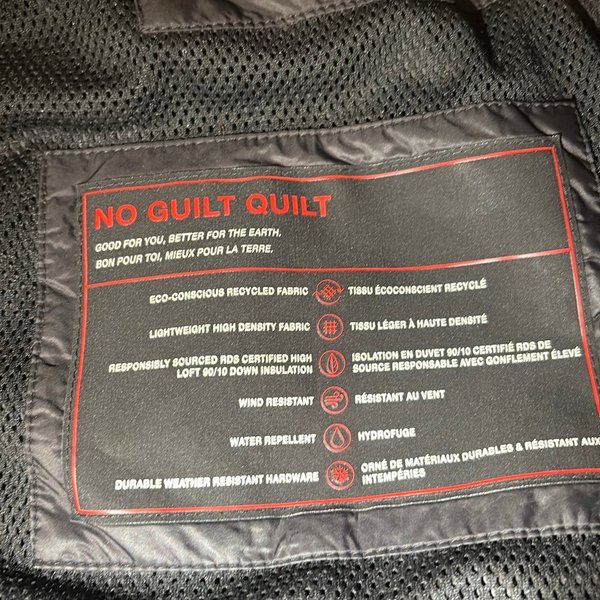 NO GUILT QUILT
GOOD FOR YOU, BETTER FOR THE EARTH.
BON POUR TOI, MIEUX POUR LA TERRE.
ECO-CONSCIOUS RECYCLED FABRIC
TISSU ÉCOCONSCIENT RECYCLÉ
LIGHTWEIGHT HIGH DENSITY FABRIC
TISSU LÉGER À HAUTE DENSITÉ
RESPONSIBLY SOURCED RDS CERTIFIED HIGH
LOFT 90/10 DOWN INSULATION
ISOLATION EN DUVET 90/10 CERTIFIÉ RDS DE
SOURCE RESPONSABLE AVEC GONFLEMENT ÉLEVÉ
WIND RESISTANT
RÉSISTANT AU VENT
WATER REPELLENT
HYDROFUGE
DURABLE WEATHER RESISTANT HARDWARE
ORNÉ DE MATÉRIAUX DURABLES & RÉSISTANT AUX
INTEMPÉRIES